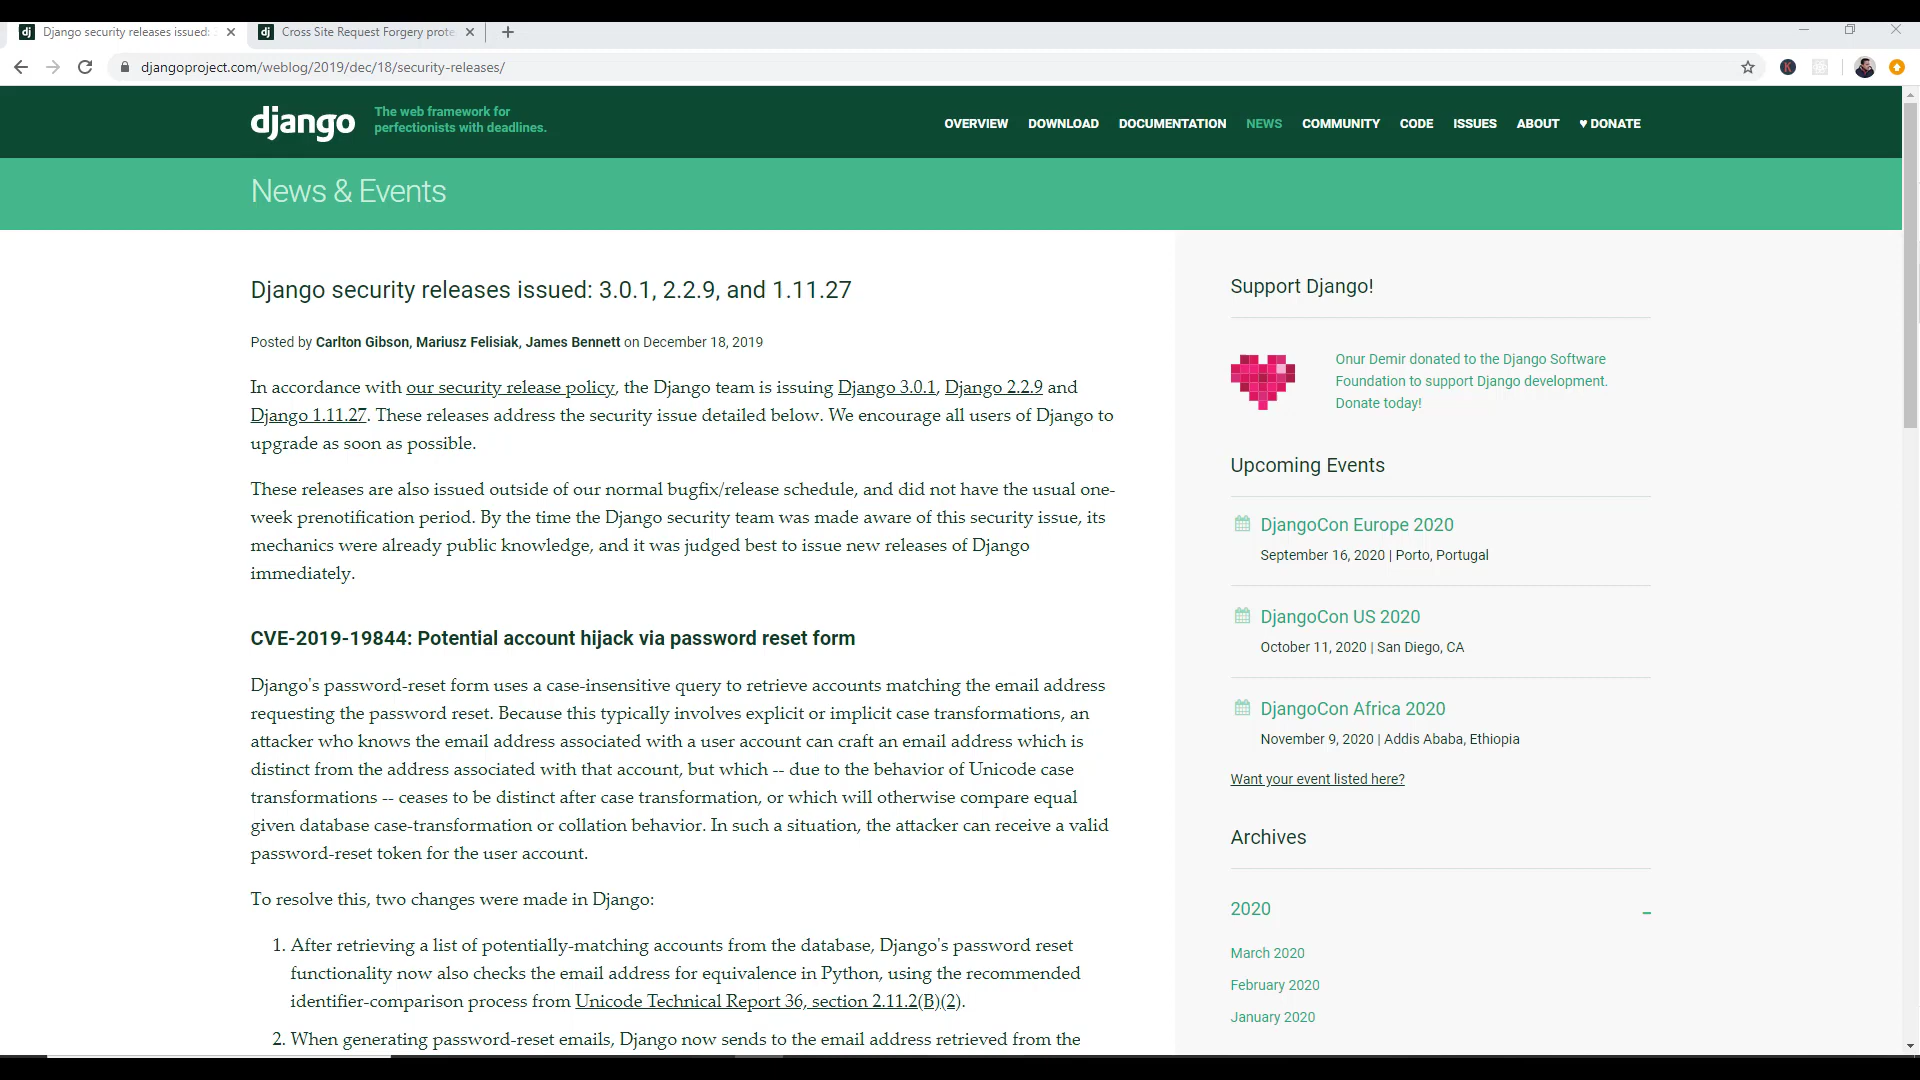 Django security releases issued:
Cross Site Request Forgery prote
djangoproject.com/weblog/2019/dec/18/security-releases/
K
django
The web framework for
perfectionists with deadlines.
OVERVIEW DOWNLOAD DOCUMENTATION NEWS COMMUNITY CODE ISSUES ABOUT ♥ DONATE
News & Events
Django security releases issued: 3.0.1, 2.2.9, and 1.11.27
Posted by Carlton Gibson, Mariusz Felisiak, James Bennett on December 18, 2019
In accordance with our security release policy, the Django team is issuing Django 3.0.1, Django 2.2.9 and
Django 1.11.27. These releases address the security issue detailed below. We encourage all users of Django to
upgrade as soon as possible.
These releases are also issued outside of our normal bugfix/release schedule, and did not have the usual one-
week prenotification period. By the time the Django security team was made aware of this security issue, its
mechanics were already public knowledge, and it was judged best to issue new releases of Django
immediately.
CVE-2019-19844: Potential account hijack via password reset form
Django's password-reset form uses a case-insensitive query to retrieve accounts matching the email address
requesting the password reset. Because this typically involves explicit or implicit case transformations, an
attacker who knows the email address associated with a user account can craft an email address which is
distinct from the address associated with that account, but which -- due to the behavior of Unicode case
transformations -- ceases to be distinct after case transformation, or which will otherwise compare equal
given database case-transformation or collation behavior. In such a situation, the attacker can receive a valid
password-reset token for the user account.
To resolve this, two changes were made in Django:
1. After retrieving a list of potentially-matching accounts from the database, Django's password reset
functionality now also checks the email address for equivalence in Python, using the recommended
identifier-comparison process from Unicode Technical Report 36, section 2.11.2(B)(2).
2. When generating password-reset emails, Django now sends to the email address retrieved from the
Support Django!
Onur Demir donated to the Django Software
Foundation to support Django development.
Donate today!
Upcoming Events
DjangoCon Europe 2020
September 16, 2020 | Porto, Portugal
DjangoCon US 2020
October 11, 2020 | San Diego, CA
DjangoCon Africa 2020
November 9, 2020 | Addis Ababa, Ethiopia
Want your event listed here?
Archives
2020
March 2020
February 2020
January 2020